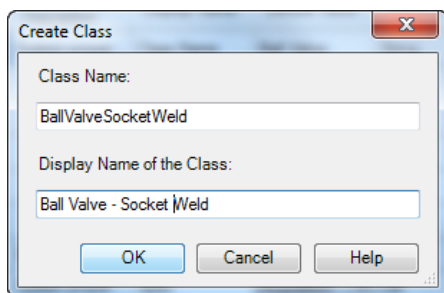 Create Class
Class Name:
BallValveSocketWeld
Display Name of the Class:
Ball Valve - Socket Weld
OK Cancel Help